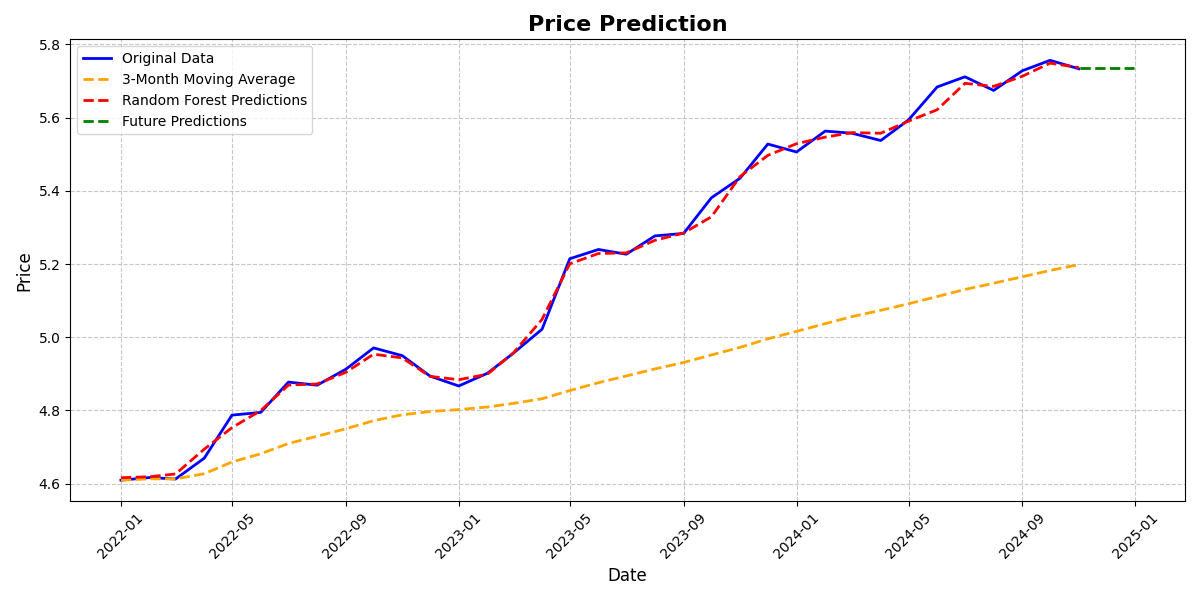 Price Prediction
Original Data
3-Month Moving Average
Random Forest Predictions
Future Predictions
5.8
5.6
5.4
5.2
5.0
4.8
4.6
Price
2022-01
2022-05
2022-09
2023-01
2023-05
2023-09
2024-01
2024-05
2024-09
2025-01
Date